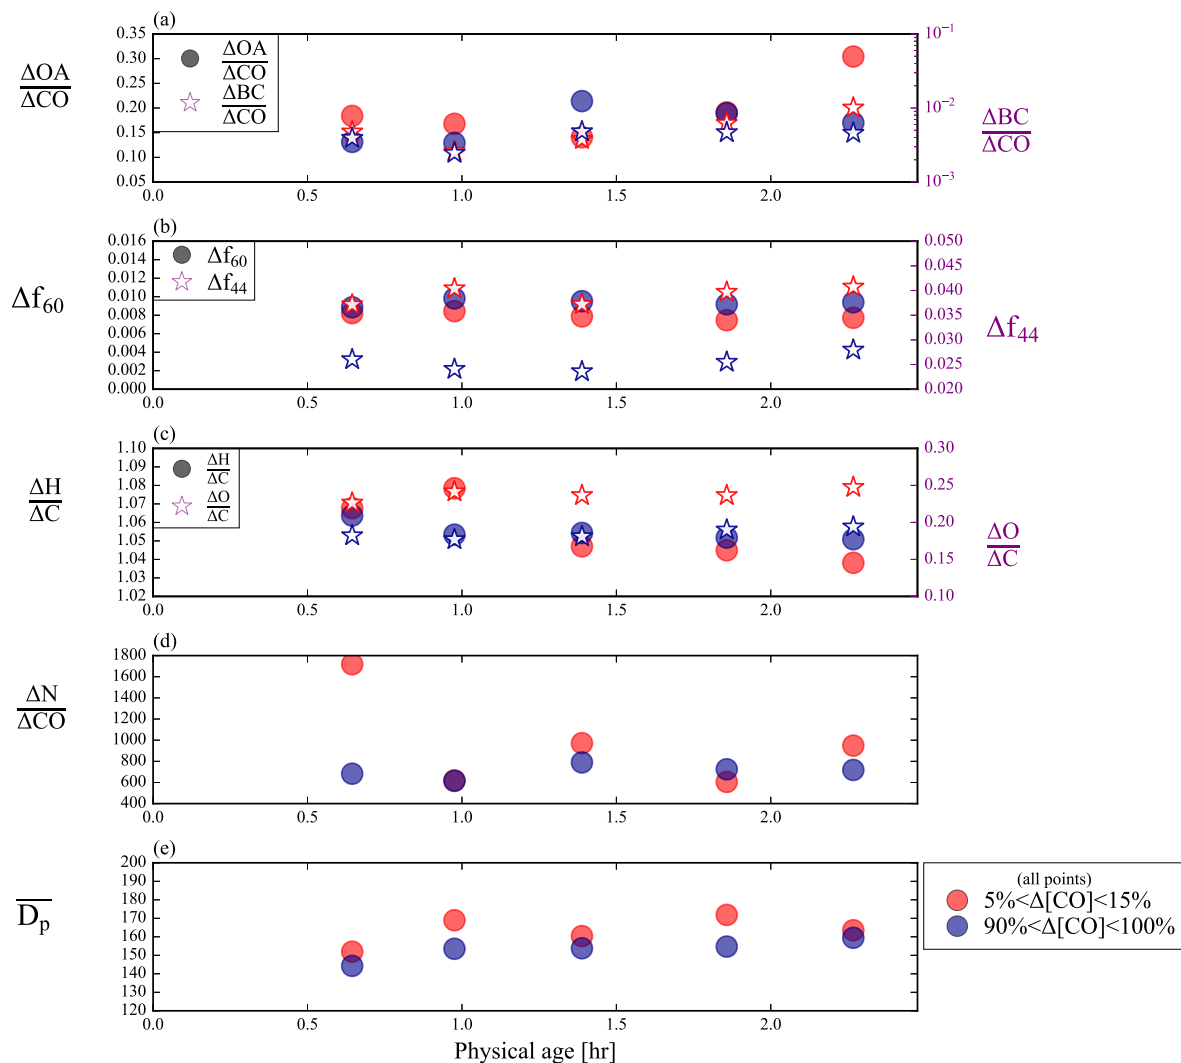 (a)
ΔOA
ΔCO
0.35
0.30
0.25
0.20
0.15
0.10
0.05
ΔOA
ΔCO
ΔBC
ΔCO
10⁻¹
10⁻²
10⁻³
ΔBC
ΔCO
0.0 0.5 1.0 1.5 2.0
(b)
Δf₆₀
0.016
0.014
0.012
0.010
0.008
0.006
0.004
0.002
0.000
Δf₆₀
Δf₄₄
0.050
0.045
0.040
0.035
0.030
0.025
0.020
Δf₄₄
0.0 0.5 1.0 1.5 2.0
(c)
ΔH
ΔC
1.10
1.09
1.08
1.07
1.06
1.05
1.04
1.03
1.02
ΔH
ΔC
ΔO
ΔC
0.30
0.25
0.20
0.15
0.10
ΔO
ΔC
0.0 0.5 1.0 1.5 2.0
(d)
ΔN
ΔCO
1800
1600
1400
1200
1000
800
600
400
0.0 0.5 1.0 1.5 2.0
(e)
D̅ₚ
200
190
180
170
160
150
140
130
120
0.0 0.5 1.0 1.5 2.0
Physical age [hr]
(all points)
5%<Δ[CO]<15%
90%<Δ[CO]<100%